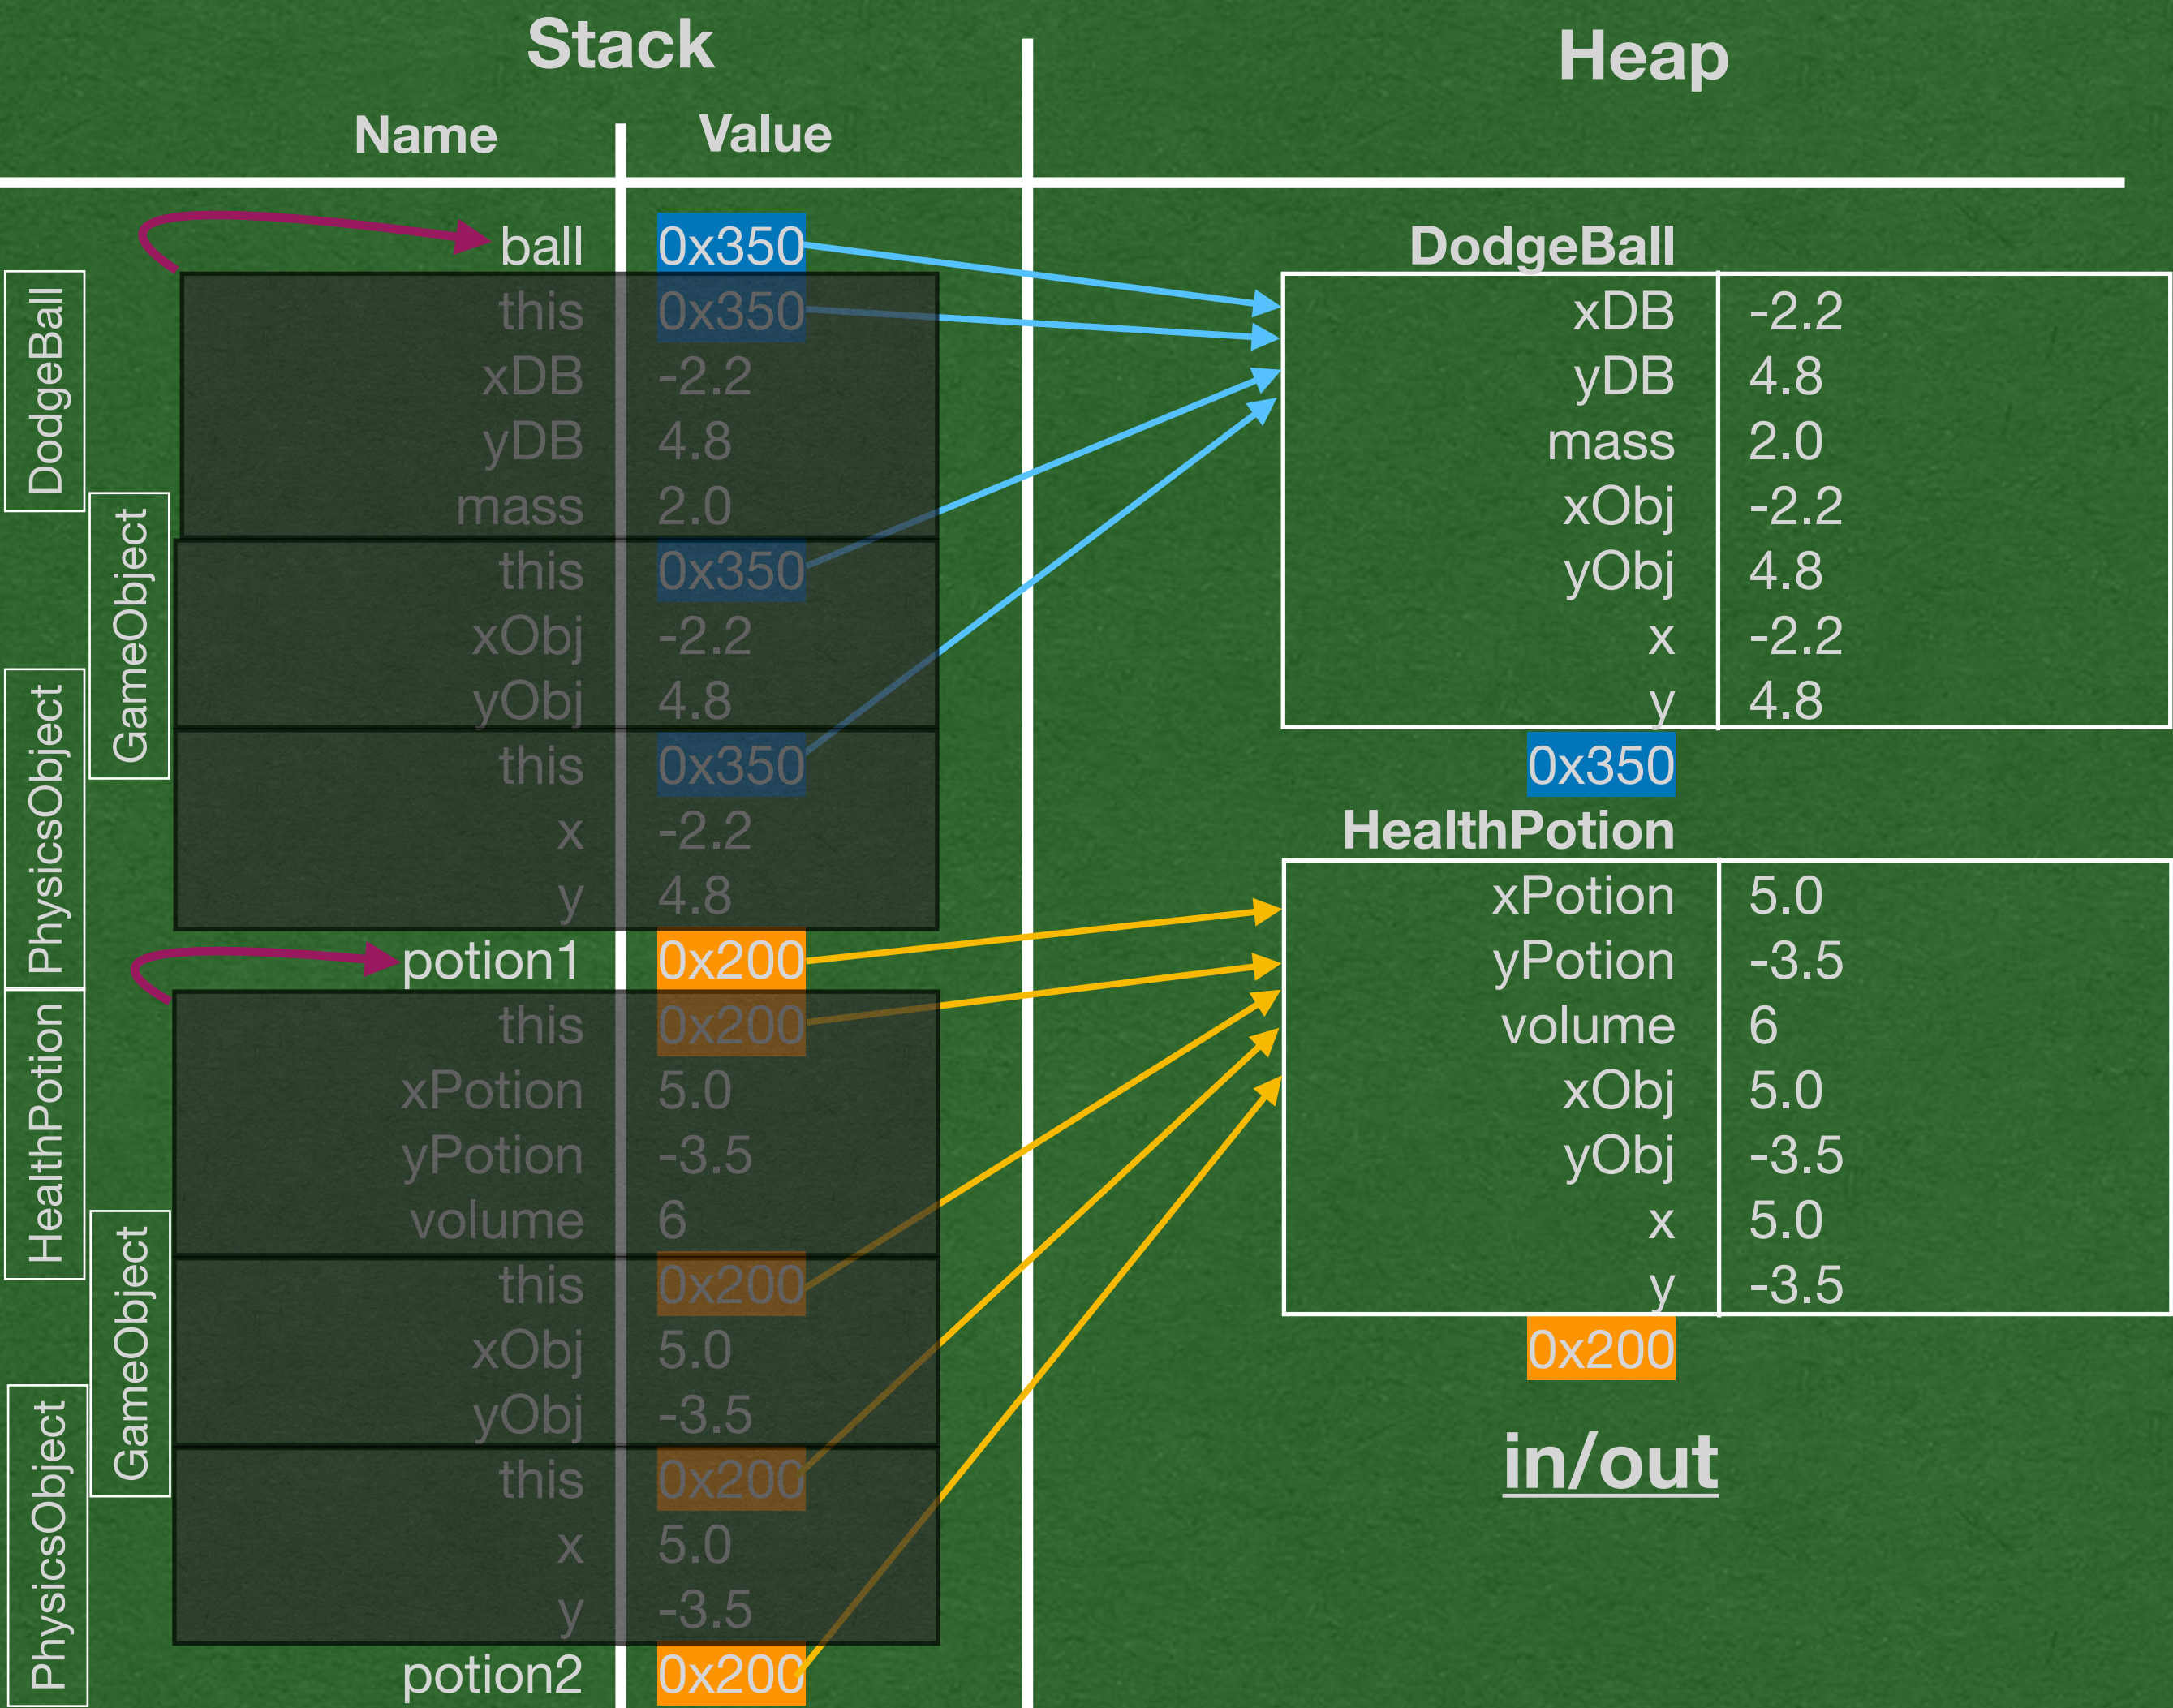 Stack
Heap
Name Value
ball 0x350
this 0x350
xDB -2.2
yDB 4.8
mass 2.0
this 0x350
xObj -2.2
yObj 4.8
this 0x350
x -2.2
y 4.8
potion1 0x200
this 0x200
xPotion 5.0
yPotion -3.5
volume 6
this 0x200
xObj 5.0
yObj -3.5
this 0x200
x 5.0
y -3.5
potion2 0x200
DodgeBall
GameObject
PhysicsObject
HealthPotion
GameObject
PhysicsObject
DodgeBall
xDB -2.2
yDB 4.8
mass 2.0
xObj -2.2
yObj 4.8
x -2.2
y 4.8
0x350
HealthPotion
xPotion 5.0
yPotion -3.5
volume 6
xObj 5.0
yObj -3.5
x 5.0
y -3.5
0x200
in/out